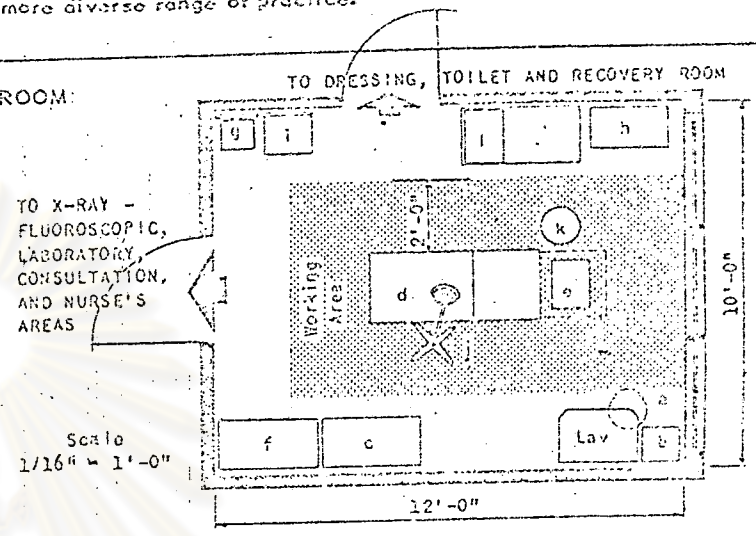 more diverse range of practice.
ROOM:
TO DRESSING, TOILET AND RECOVERY ROOM
g
h
TO X-RAY -
FLUOROSCOPIC,
LABORATORY,
CONSULTATION,
AND NURSE'S
AREAS
2'-0"
k
Working
Area
d
10'-0"
f
Lav
Scale
1/16" = 1'-0"
12'-0"